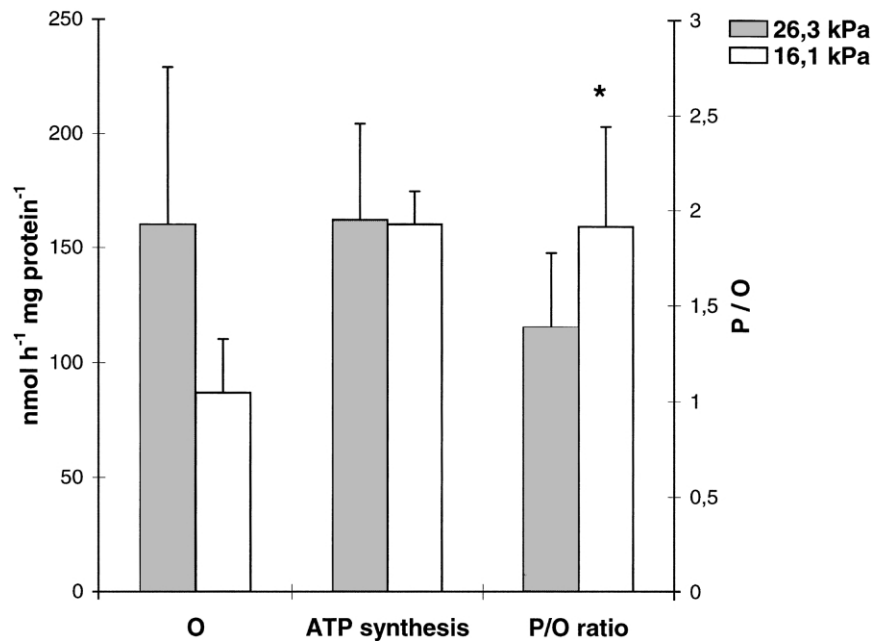 250
200
150
100
50
0
nmol h⁻¹ mg protein⁻¹
O
ATP synthesis
P/O ratio
*
3
2,5
2
1,5
1
0,5
0
P / O
26,3 kPa
16,1 kPa